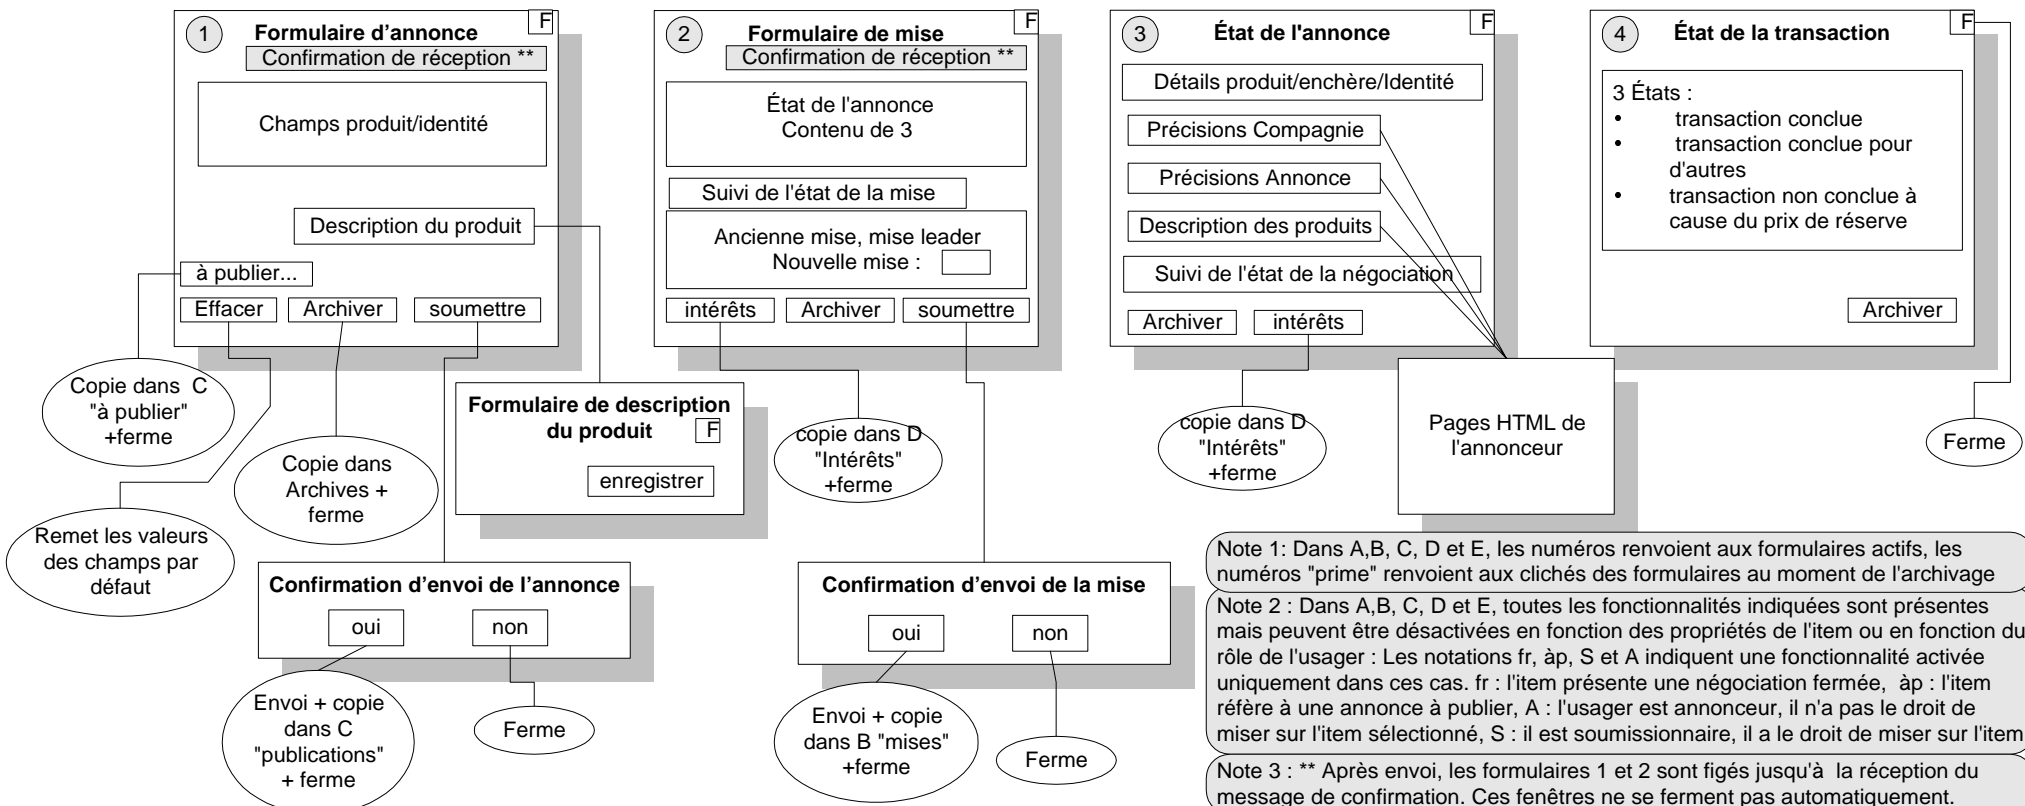 1
Formulaire d'annonce
F
Confirmation de réception **
Champs produit/identité
Description du produit
à publier...
Effacer
Archiver
soumettre
Copie dans C
"à publier"
+ferme
Remet les valeurs
des champs par
défaut
Copie dans
Archives +
ferme
Formulaire de description
du produit
F
enregistrer
Confirmation d'envoi de l'annonce
oui
non
Envoi + copie
dans C
"publications"
+ ferme
Ferme
2
Formulaire de mise
F
Confirmation de réception **
État de l'annonce
Contenu de 3
Suivi de l'état de la mise
Ancienne mise, mise leader
Nouvelle mise :
intérêts
Archiver
soumettre
copie dans D
"Intérêts"
+ferme
Confirmation d'envoi de la mise
oui
non
Envoi + copie
dans B "mises"
+ferme
Ferme
3
État de l'annonce
F
Détails produit/enchère/Identité
Précisions Compagnie
Précisions Annonce
Description des produits
Suivi de l'état de la négociation
Archiver
intérêts
copie dans D
"Intérêts"
+ferme
Pages HTML de
l'annonceur
4
État de la transaction
F
3 États :
• transaction conclue
• transaction conclue pour
d'autres
• transaction non conclue à
cause du prix de réserve
Archiver
Ferme
Note 1: Dans A,B, C, D et E, les numéros renvoient aux formulaires actifs, les
numéros "prime" renvoient aux clichés des formulaires au moment de l'archivage
Note 2 : Dans A,B, C, D et E, toutes les fonctionnalités indiquées sont présentes
mais peuvent être désactivées en fonction des propriétés de l'item ou en fonction du
rôle de l'usager : Les notations fr, àp, S et A indiquent une fonctionnalité activée
uniquement dans ces cas. fr : l'item présente une négociation fermée, àp : l'item
réfère à une annonce à publier, A : l'usager est annonceur, il n'a pas le droit de
miser sur l'item sélectionné, S : il est soumissionnaire, il a le droit de miser sur l'item
Note 3 : ** Après envoi, les formulaires 1 et 2 sont figés jusqu'à la réception du
message de confirmation. Ces fenêtres ne se ferment pas automatiquement.